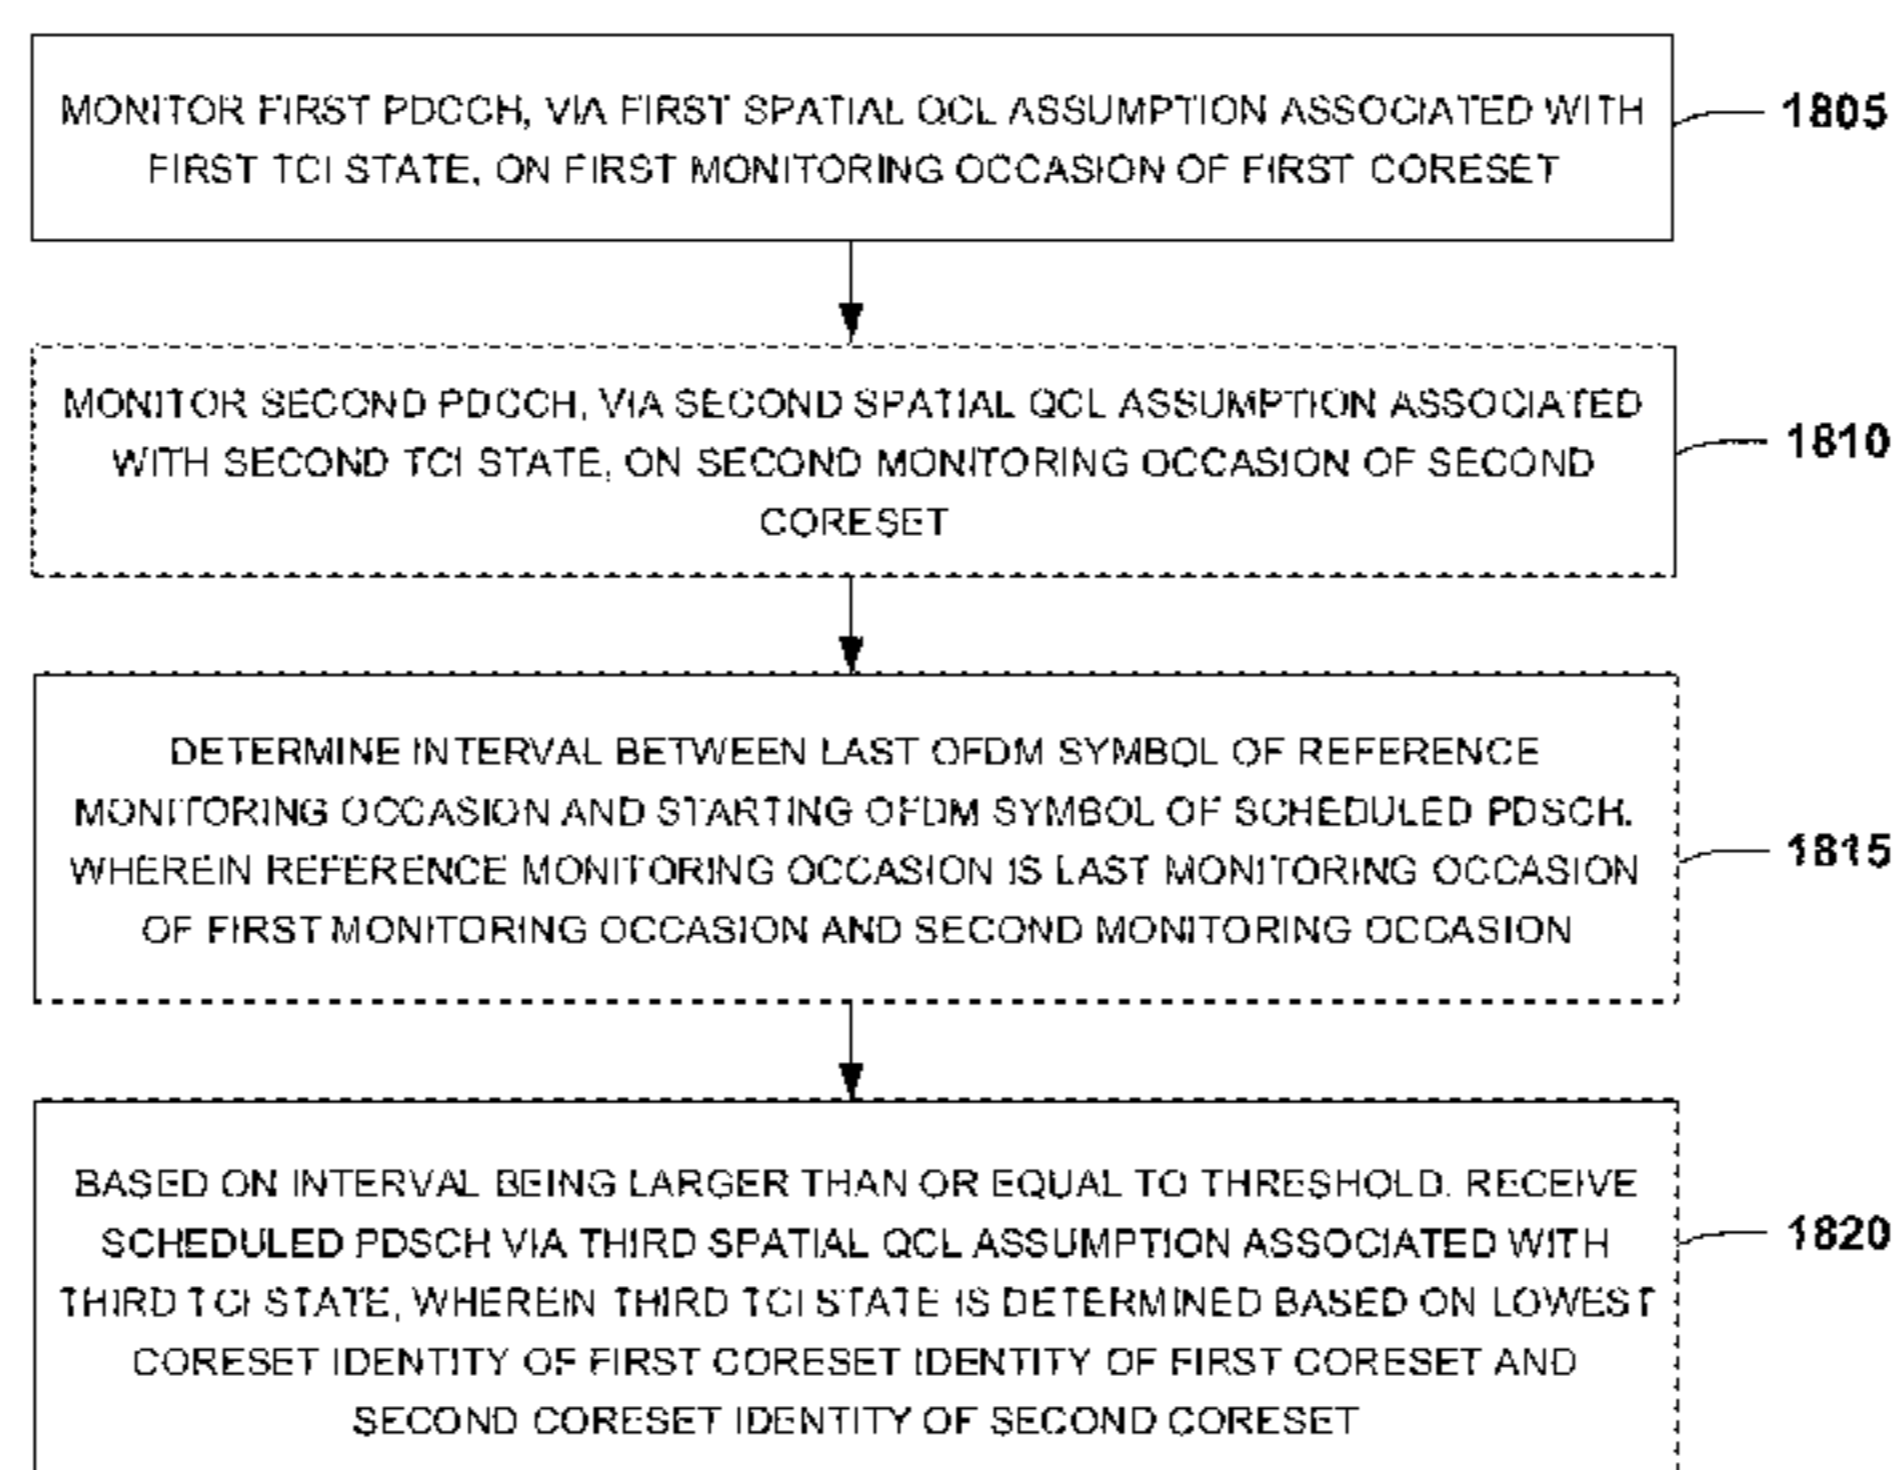 MONITOR FIRST PDCCH, VIA FIRST SPATIAL QCL ASSUMPTION ASSOCIATED WITH
FIRST TCI STATE, ON FIRST MONITORING OCCASION OF FIRST CORESET
1805
MONITOR SECOND PDCCH, VIA SECOND SPATIAL QCL ASSUMPTION ASSOCIATED
WITH SECOND TCI STATE, ON SECOND MONITORING OCCASION OF SECOND
CORESET
1810
DETERMINE INTERVAL BETWEEN LAST OFDM SYMBOL OF REFERENCE
MONITORING OCCASION AND STARTING OFDM SYMBOL OF SCHEDULED PDSCH,
WHEREIN REFERENCE MONITORING OCCASION IS LAST MONITORING OCCASION
OF FIRST MONITORING OCCASION AND SECOND MONITORING OCCASION
1815
BASED ON INTERVAL BEING LARGER THAN OR EQUAL TO THRESHOLD, RECEIVE
SCHEDULED PDSCH VIA THIRD SPATIAL QCL ASSUMPTION ASSOCIATED WITH
THIRD TCI STATE, WHEREIN THIRD TCI STATE IS DETERMINED BASED ON LOWEST
CORESET IDENTITY OF FIRST CORESET IDENTITY OF FIRST CORESET AND
SECOND CORESET IDENTITY OF SECOND CORESET
1820